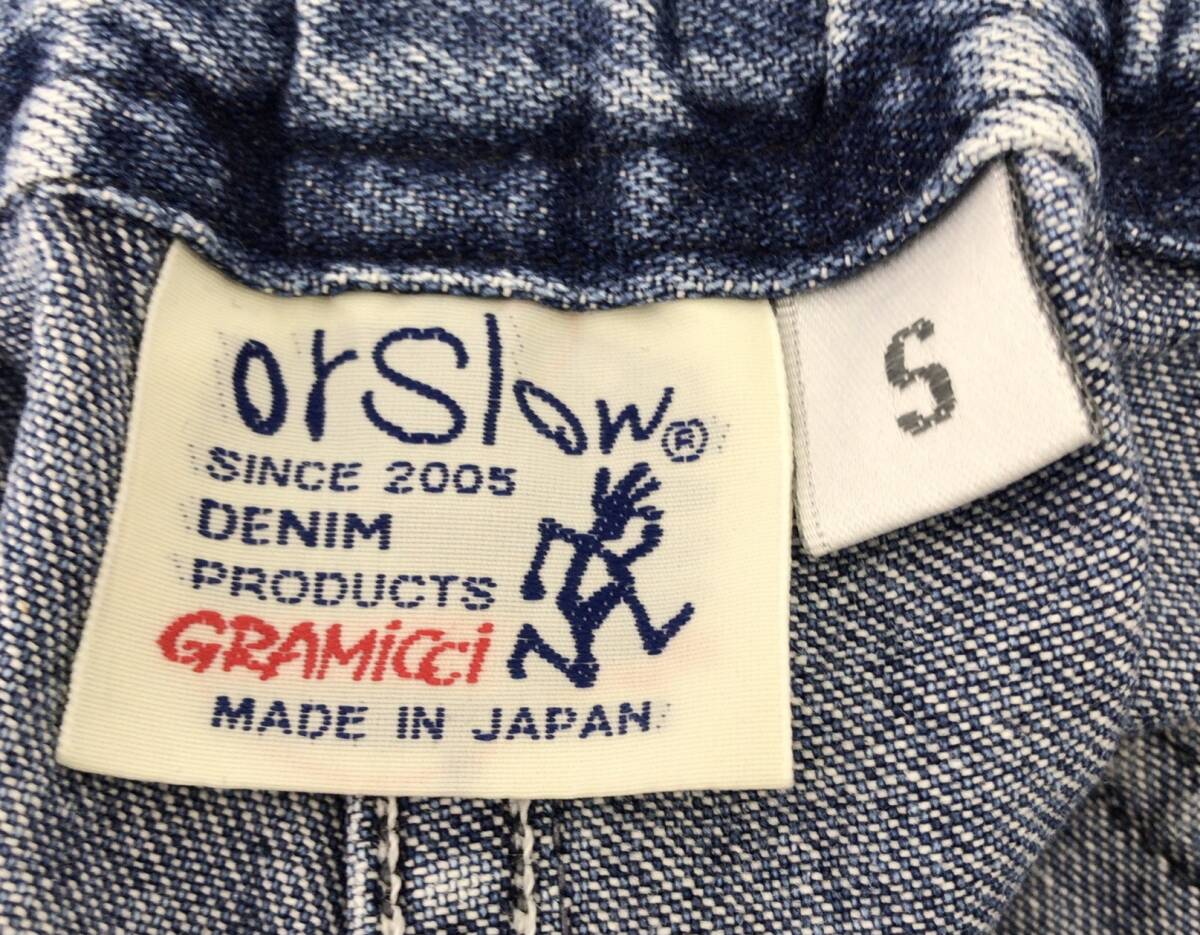 orslow®
SINCE 2005
DENIM
PRODUCTS
GRAMiCCi
MADE IN JAPAN
S